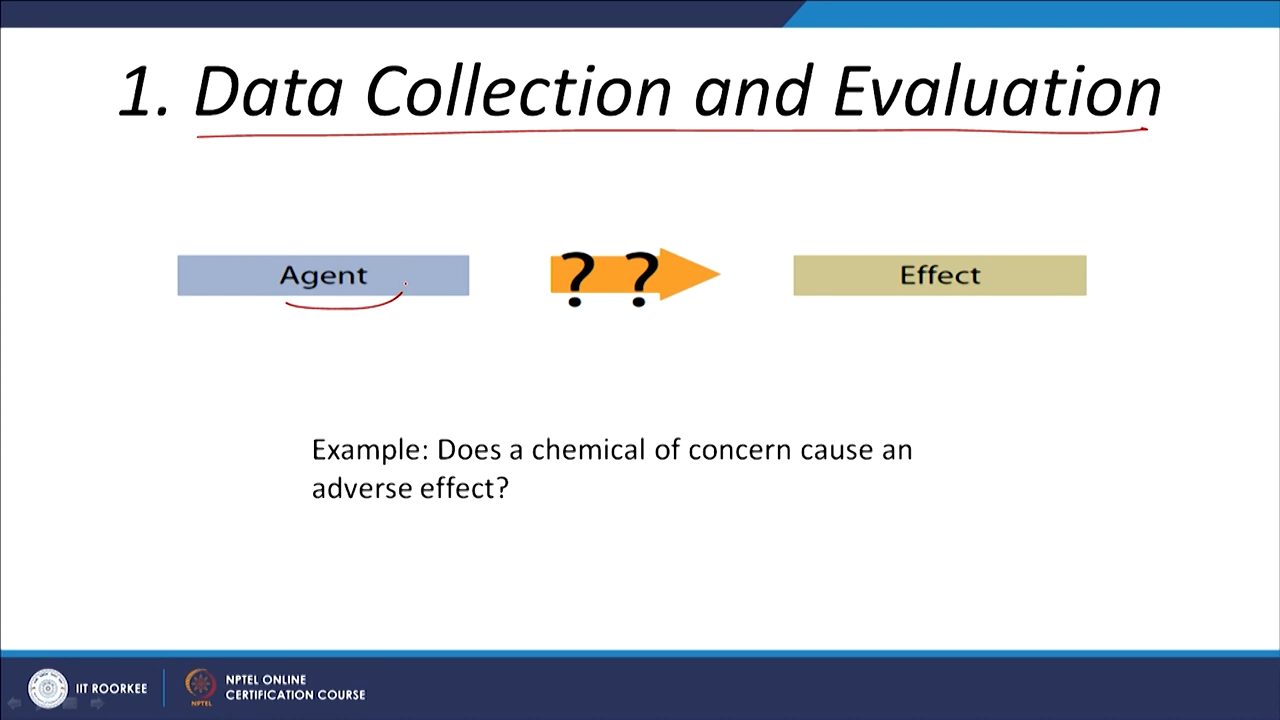 1. Data Collection and Evaluation
Agent
? ?
Effect
Example: Does a chemical of concern cause an
adverse effect?
IIT ROORKEE
NPTEL
NPTEL ONLINE
CERTIFICATION COURSE